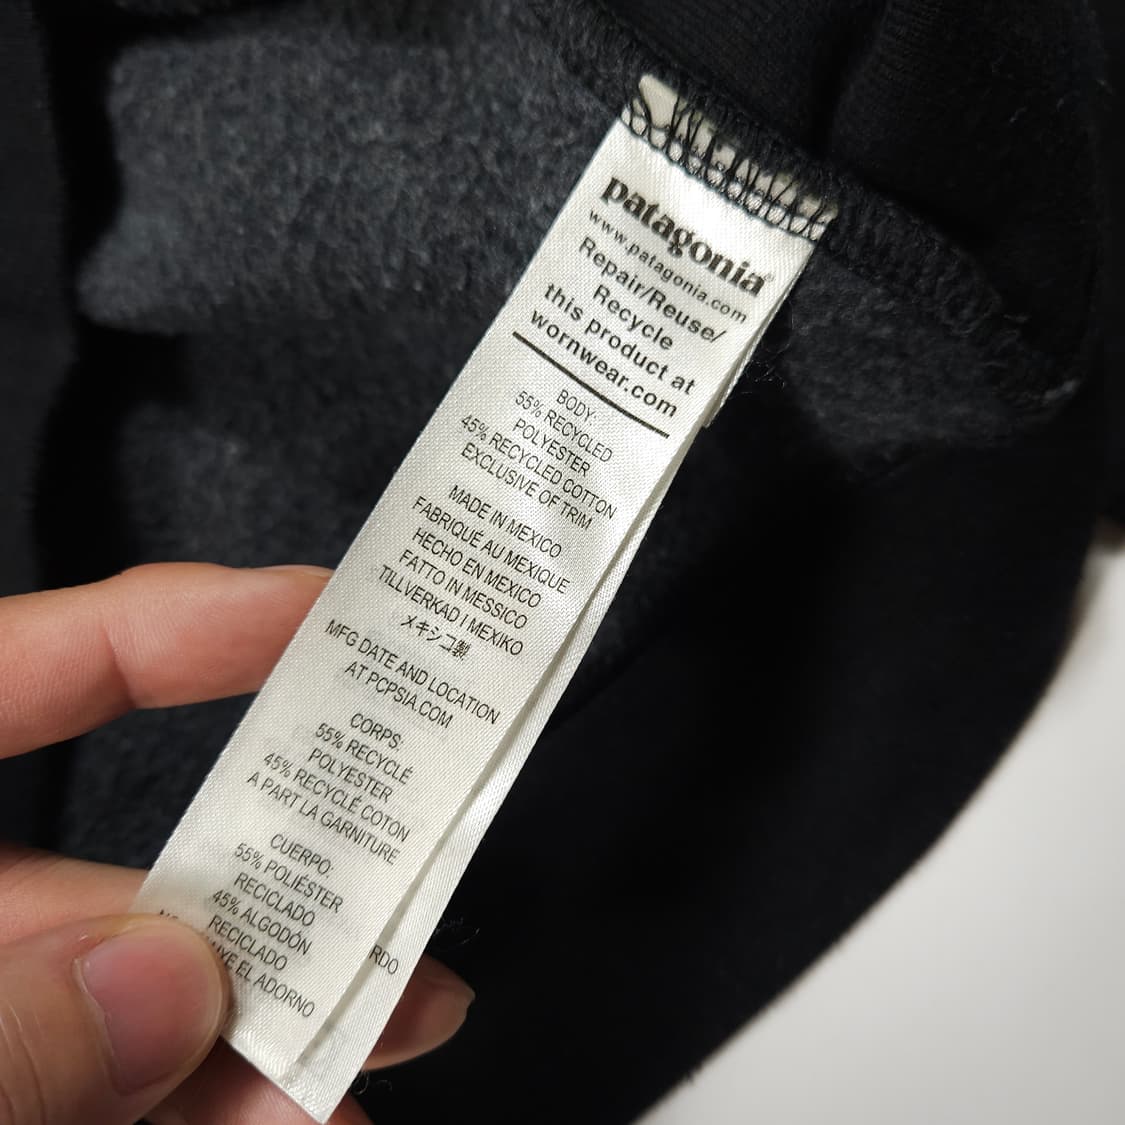 patagonia®
www.patagonia.com
Repair/Reuse/
Recycle
this product at
wornwear.com
BODY:
55% RECYCLED
POLYESTER
45% RECYCLED COTTON
EXCLUSIVE OF TRIM
MADE IN MEXICO
FABRIQUÉ AU MEXIQUE
HECHO EN MEXICO
FATTO IN MESSICO
TILLVERKAD I MEXIKO
メキシコ製
MFG DATE AND LOCATION
AT PCPSIA.COM
CORPS:
55% RECYCLÉ
POLYESTER
45% RECYCLÉ COTON
A PART LA GARNITURE
CUERPO:
55% POLIÉSTER
RECICLADO
45% ALGODÓN
RECICLADO
EL ADORNO
RDO